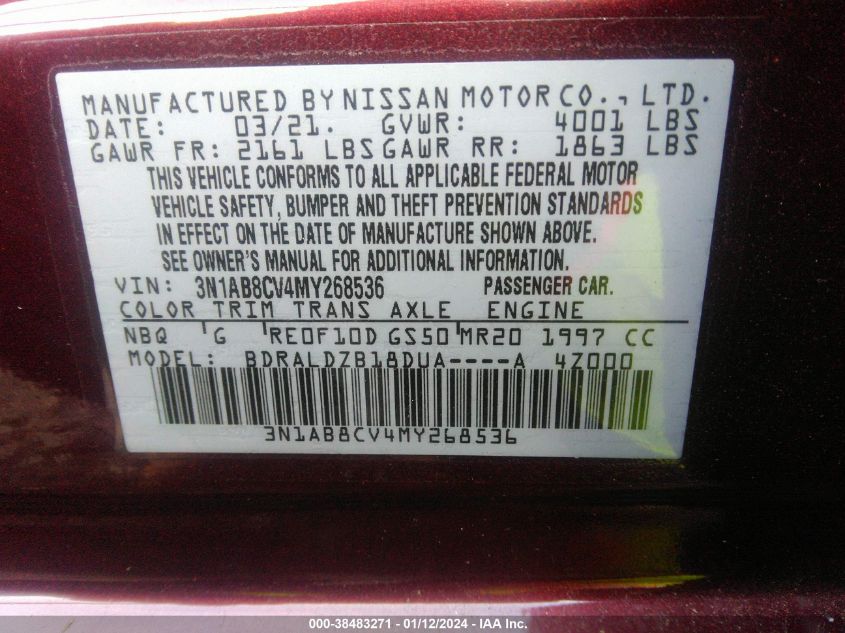 MANUFACTURED BY NISSAN MOTOR CO., LTD.
DATE: 03/21. GVWR: 4001 LBS
GAWR FR: 2161 LBS GAWR RR: 1863 LBS
THIS VEHICLE CONFORMS TO ALL APPLICABLE FEDERAL MOTOR
VEHICLE SAFETY, BUMPER AND THEFT PREVENTION STANDARDS
IN EFFECT ON THE DATE OF MANUFACTURE SHOWN ABOVE.
SEE OWNER'S MANUAL FOR ADDITIONAL INFORMATION.
VIN: 3N1AB8CV4MY268536 PASSENGER CAR.
COLOR TRIM TRANS AXLE ENGINE
NBQ G RE0F10D GS50 MR20 1997 CC
MODEL: BDRALDZB18DUA----A 4Z000
3N1AB8CV4MY268536
000-38483271 - 01/12/2024 - IAA Inc.